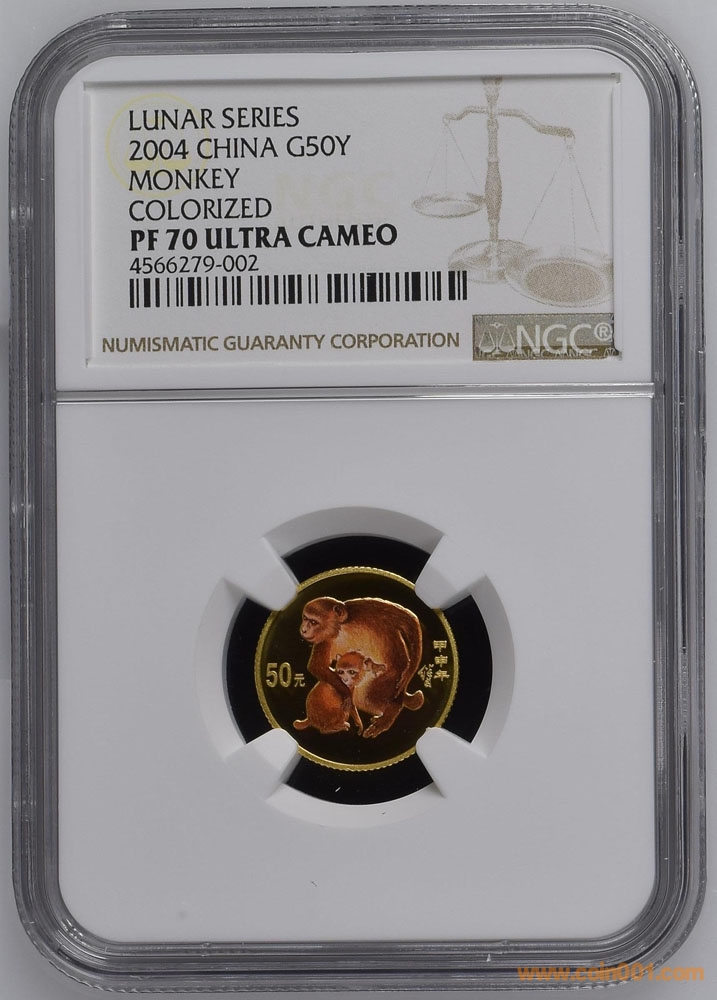 LUNAR SERIES
2004 CHINA G50Y
MONKEY
COLORIZED
PF 70 ULTRA CAMEO
4566279-002
NUMISMATIC GUARANTY CORPORATION
NGC®
50元
甲申年
www.coin001.com